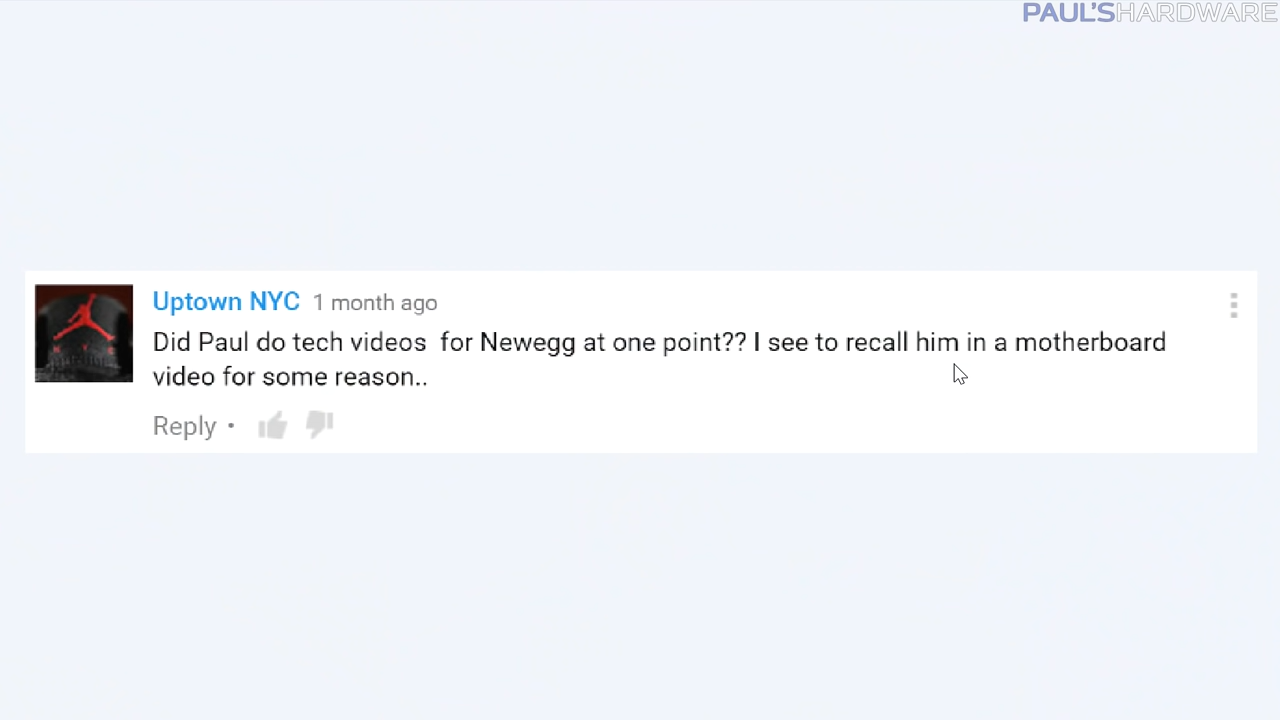 PAUL'SHARDWARE
Uptown NYC 1 month ago
Did Paul do tech videos  for Newegg at one point?? I see to recall him in a motherboard
video for some reason..
Reply •